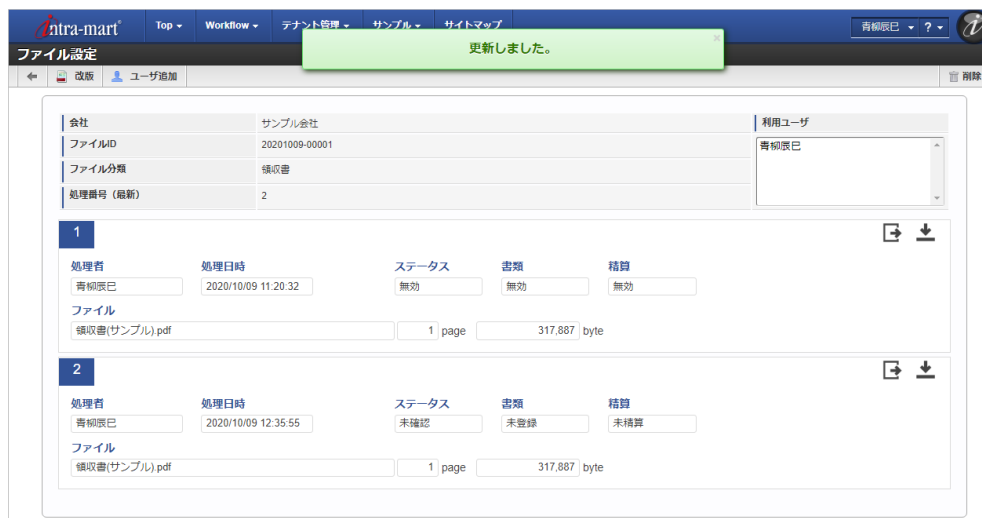 intra-mart Top Workflow テナント管理 サンプル サイトマップ 青柳辰巳 ?
更新しました。
×
ファイル設定
改版 ユーザ追加 削除
会社 サンプル会社 利用ユーザ
ファイルID 20201009-00001 青柳辰巳
ファイル分類 領収書
処理番号（最新） 2
1
処理者 処理日時 ステータス 書類 精算
青柳辰巳 2020/10/09 11:20:32 無効 無効 無効
ファイル
領収書(サンプル).pdf 1 page 317,887 byte
2
処理者 処理日時 ステータス 書類 精算
青柳辰巳 2020/10/09 12:35:55 未確認 未登録 未精算
ファイル
領収書(サンプル).pdf 1 page 317,887 byte